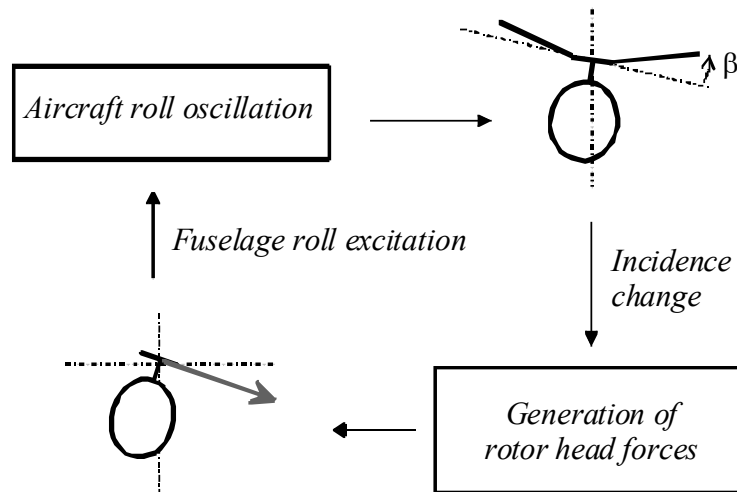 Aircraft roll oscillation
β
Fuselage roll excitation
Incidence
change
Generation of
rotor head forces